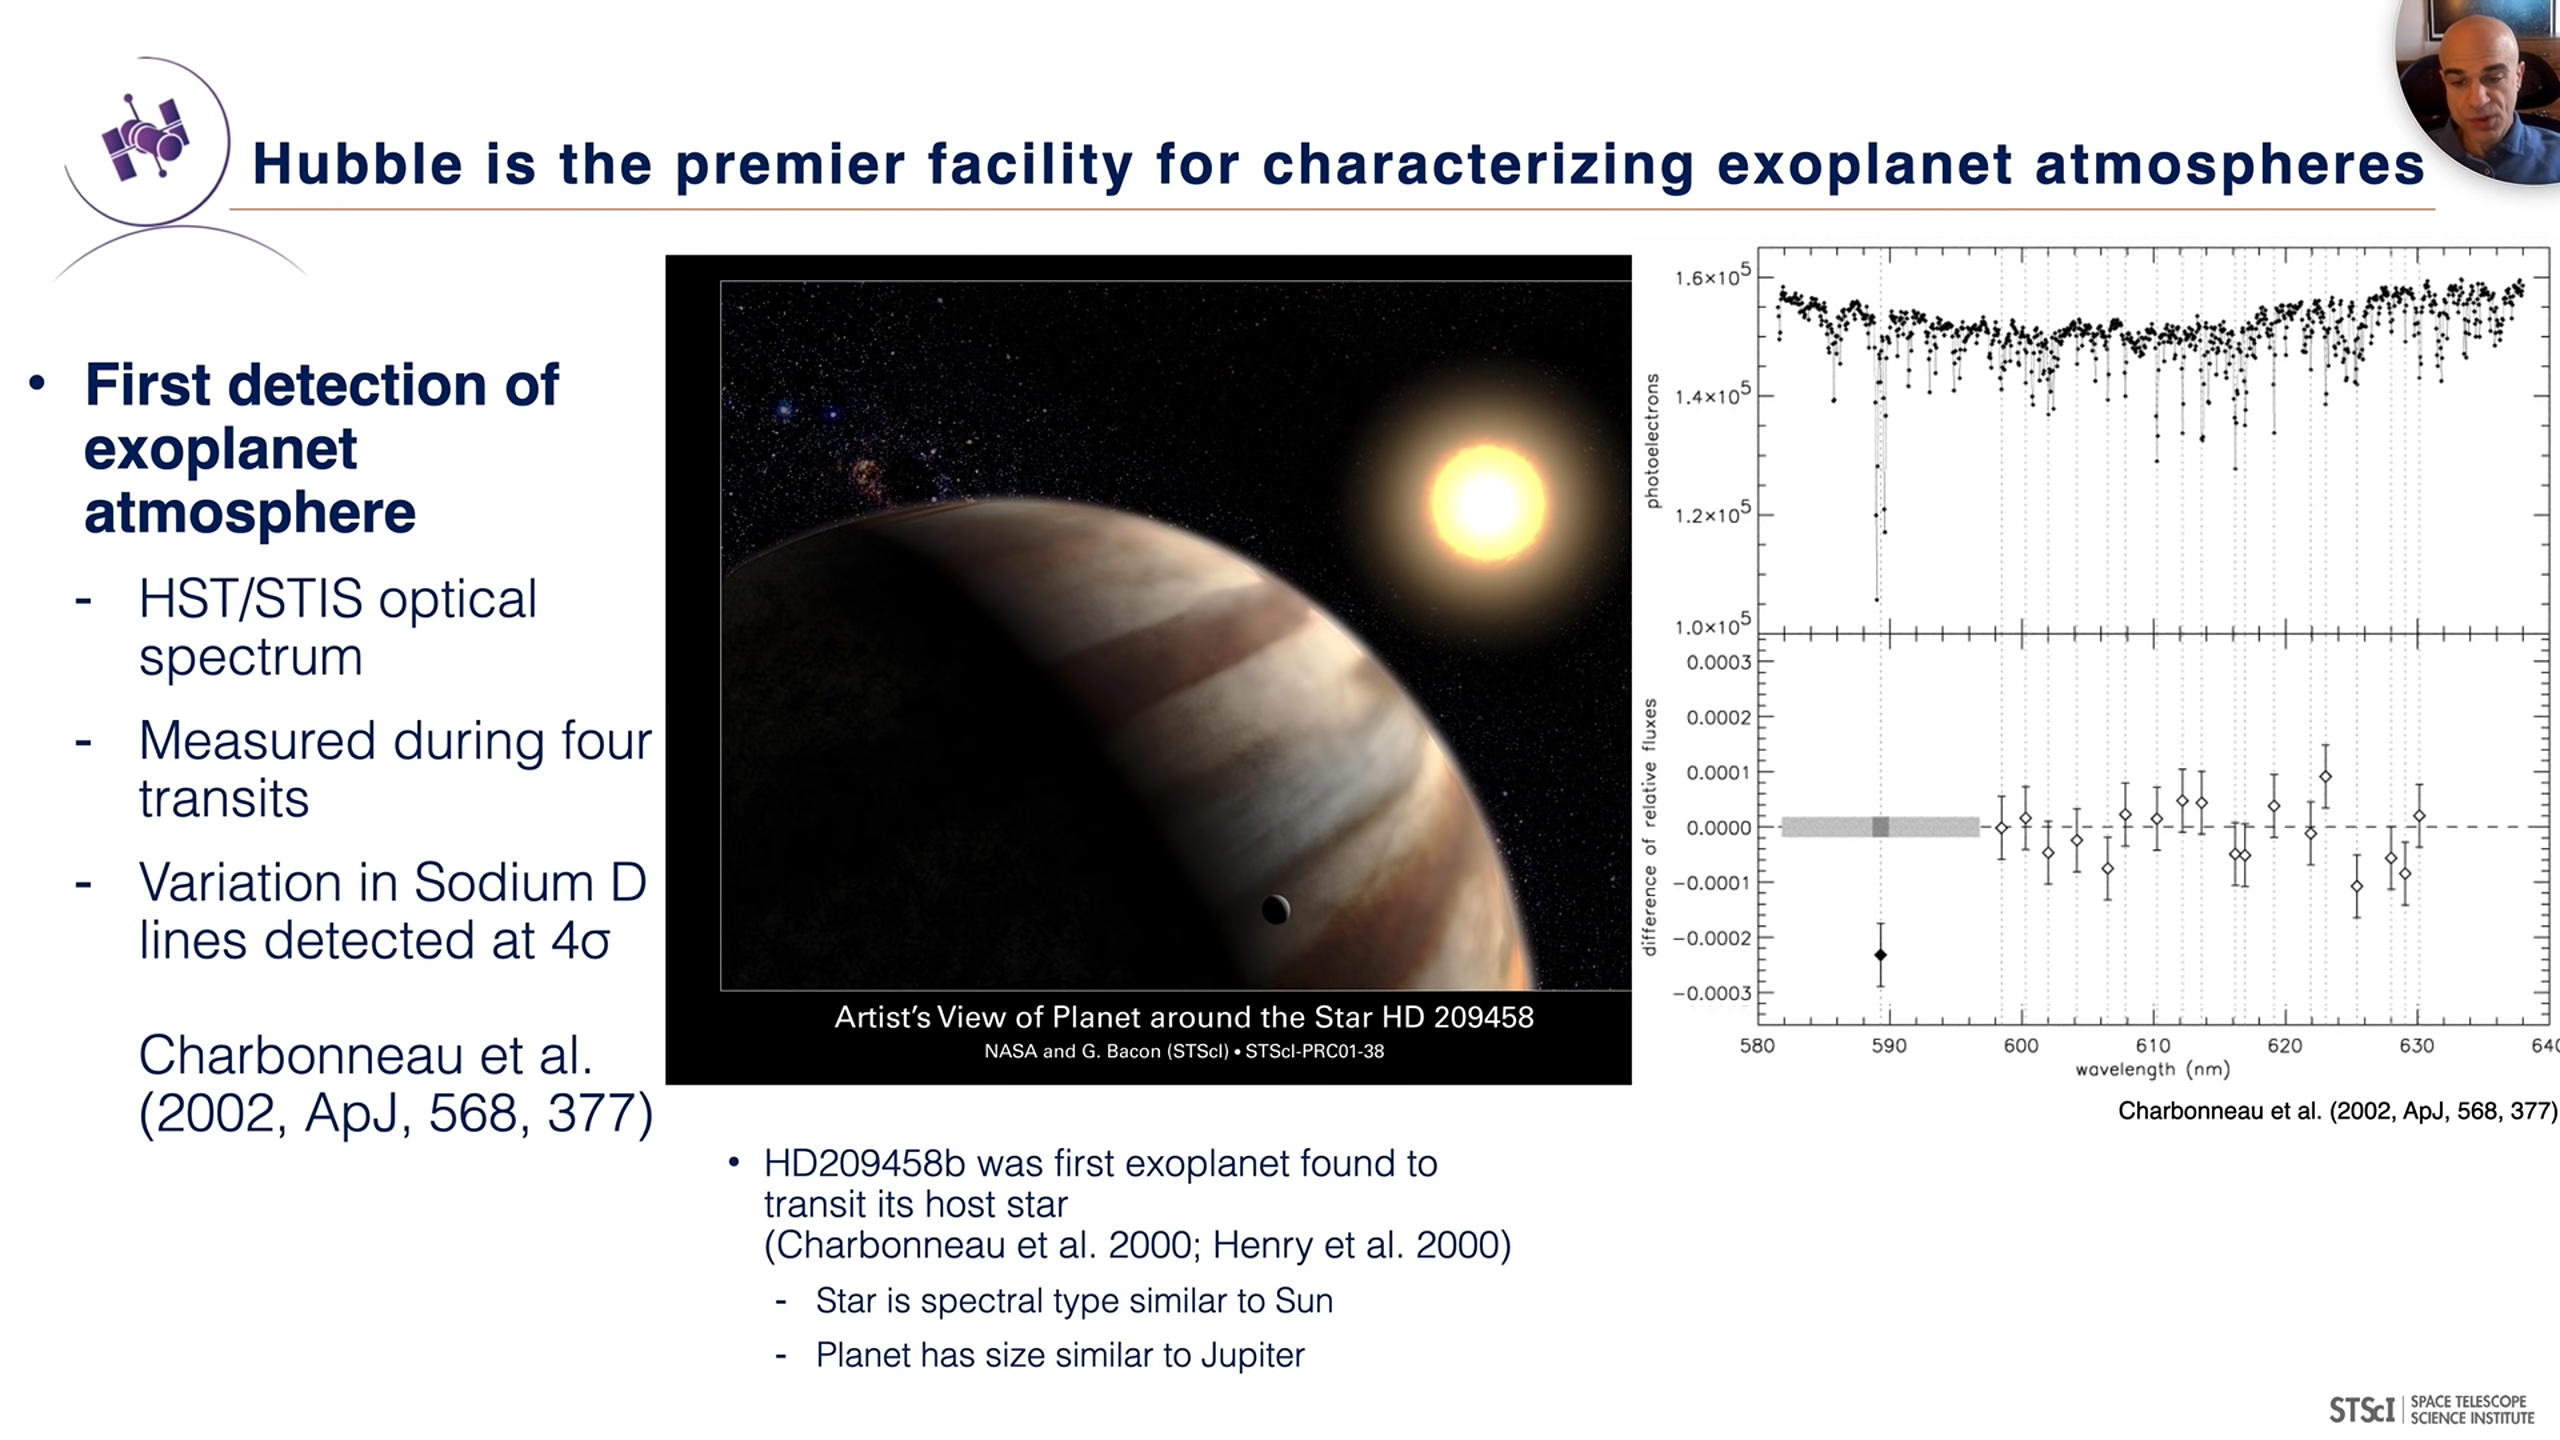 Hubble is the premier facility for characterizing exoplanet atmospheres
• First detection of
exoplanet
atmosphere
- HST/STIS optical
spectrum
- Measured during four
transits
- Variation in Sodium D
lines detected at 4σ
Charbonneau et al.
(2002, ApJ, 568, 377)
Artist's View of Planet around the Star HD 209458
NASA and G. Bacon (STScI) • STScI-PRC01-38
• HD209458b was first exoplanet found to
transit its host star
(Charbonneau et al. 2000; Henry et al. 2000)
- Star is spectral type similar to Sun
- Planet has size similar to Jupiter
photoelectrons
1.6×10⁵
1.4×10⁵
1.2×10⁵
1.0×10⁵
difference of relative fluxes
0.0003
0.0002
0.0001
0.0000
−0.0001
−0.0002
−0.0003
580 590 600 610 620 630 640
wavelength (nm)
Charbonneau et al. (2002, ApJ, 568, 377)
STScI | SPACE TELESCOPE
SCIENCE INSTITUTE